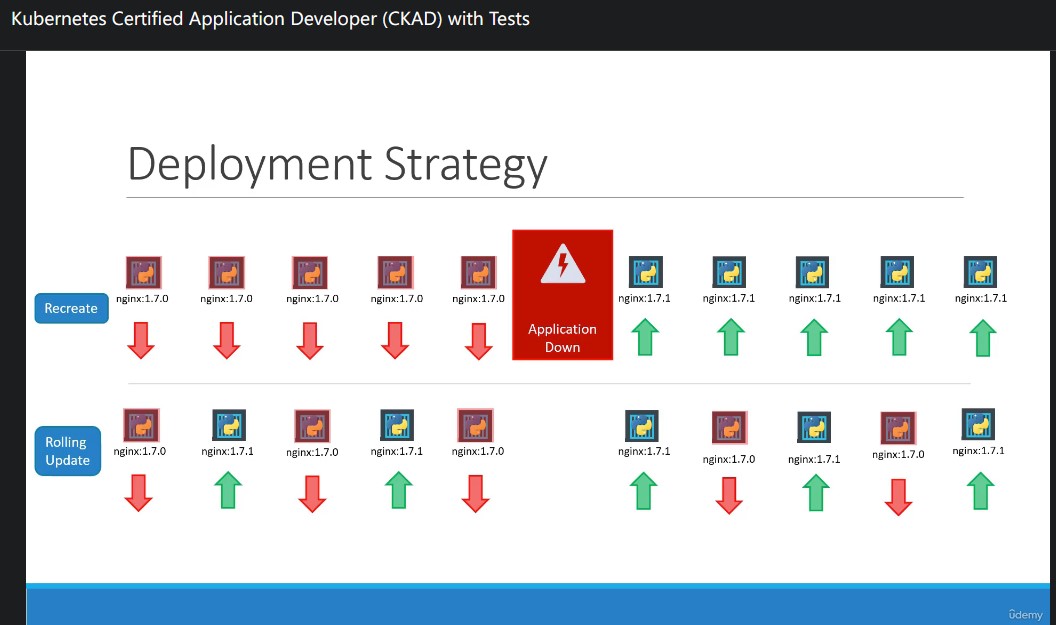 Kubernetes Certified Application Developer (CKAD) with Tests
Deployment Strategy
Recreate
nginx:1.7.0
nginx:1.7.0
nginx:1.7.0
nginx:1.7.0
nginx:1.7.0
Application
Down
nginx:1.7.1
nginx:1.7.1
nginx:1.7.1
nginx:1.7.1
nginx:1.7.1
Rolling
Update
nginx:1.7.0
nginx:1.7.1
nginx:1.7.0
nginx:1.7.1
nginx:1.7.0
nginx:1.7.1
nginx:1.7.0
nginx:1.7.1
nginx:1.7.0
nginx:1.7.1
ûdemy